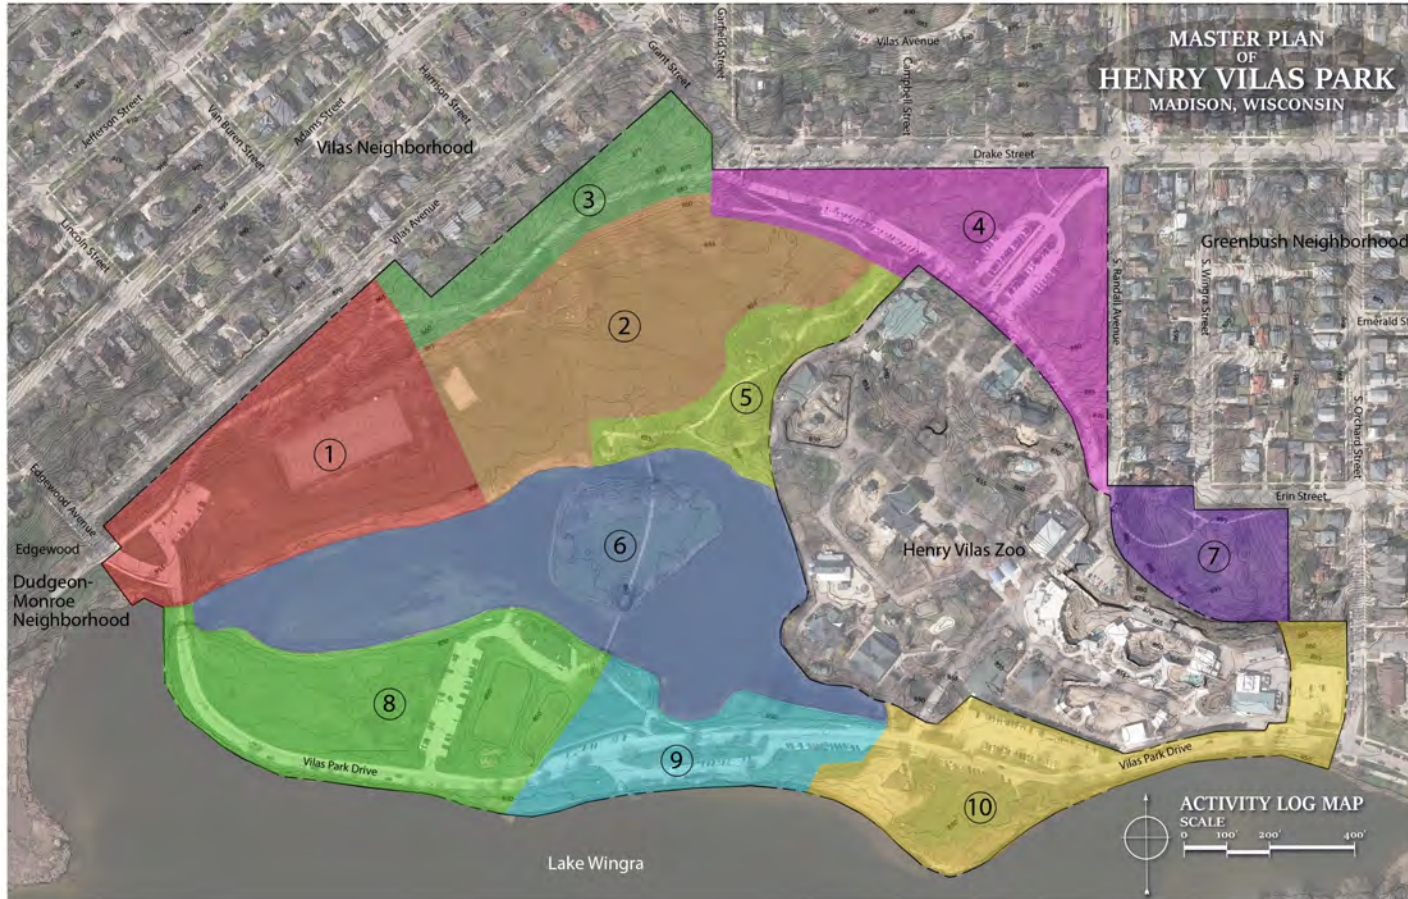 MASTER PLAN
OF
HENRY VILAS PARK
MADISON, WISCONSIN
Garfield Street
Grant Street
Vilas Avenue
Campbell Street
Harrison Street
Adams Street
Jefferson Street
Van Buren Street
Vilas Neighborhood
Drake Street
Lincoln Street
Vilas Avenue
3
4
Greenbush Neighborhood
S. Randall Avenue
S. Wingra Street
2
Emerald St
5
S. Orchard Street
1
Edgewood Avenue
Erin Street
Edgewood
6
Henry Vilas Zoo
7
Dudgeon-
Monroe
Neighborhood
8
Vilas Park Drive
9
Vilas Park Drive
10
ACTIVITY LOG MAP
SCALE
0 100' 200' 400'
Lake Wingra